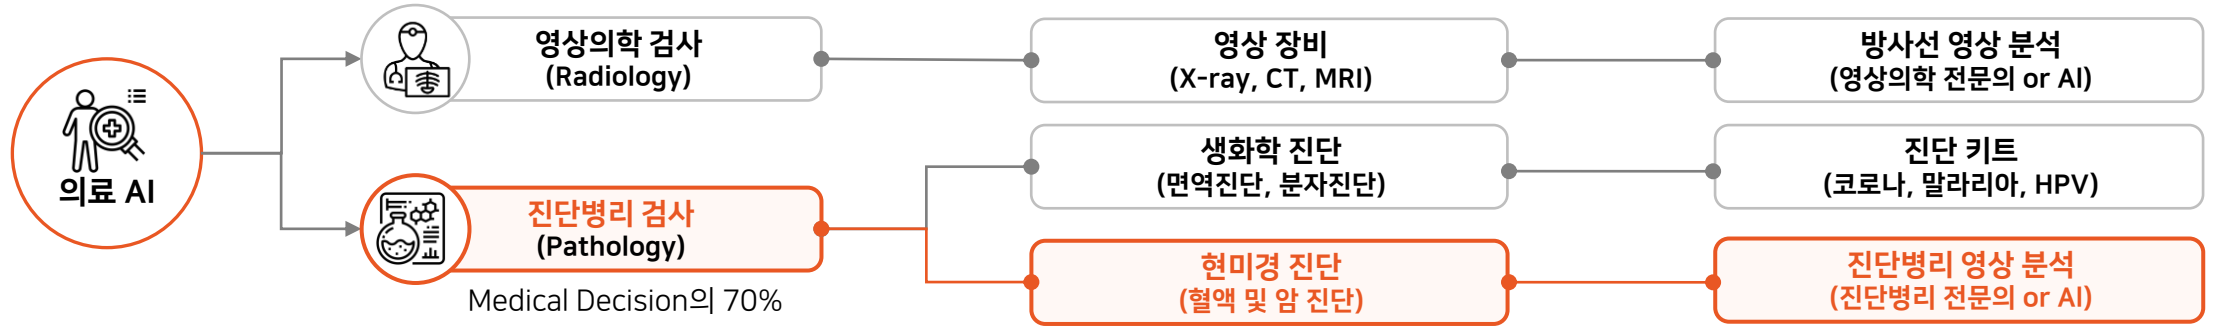 의료 AI
영상의학 검사
(Radiology)
영상 장비
(X-ray, CT, MRI)
방사선 영상 분석
(영상의학 전문의 or AI)
진단병리 검사
(Pathology)
Medical Decision의 70%
생화학 진단
(면역진단, 분자진단)
진단 키트
(코로나, 말라리아, HPV)
현미경 진단
(혈액 및 암 진단)
진단병리 영상 분석
(진단병리 전문의 or AI)